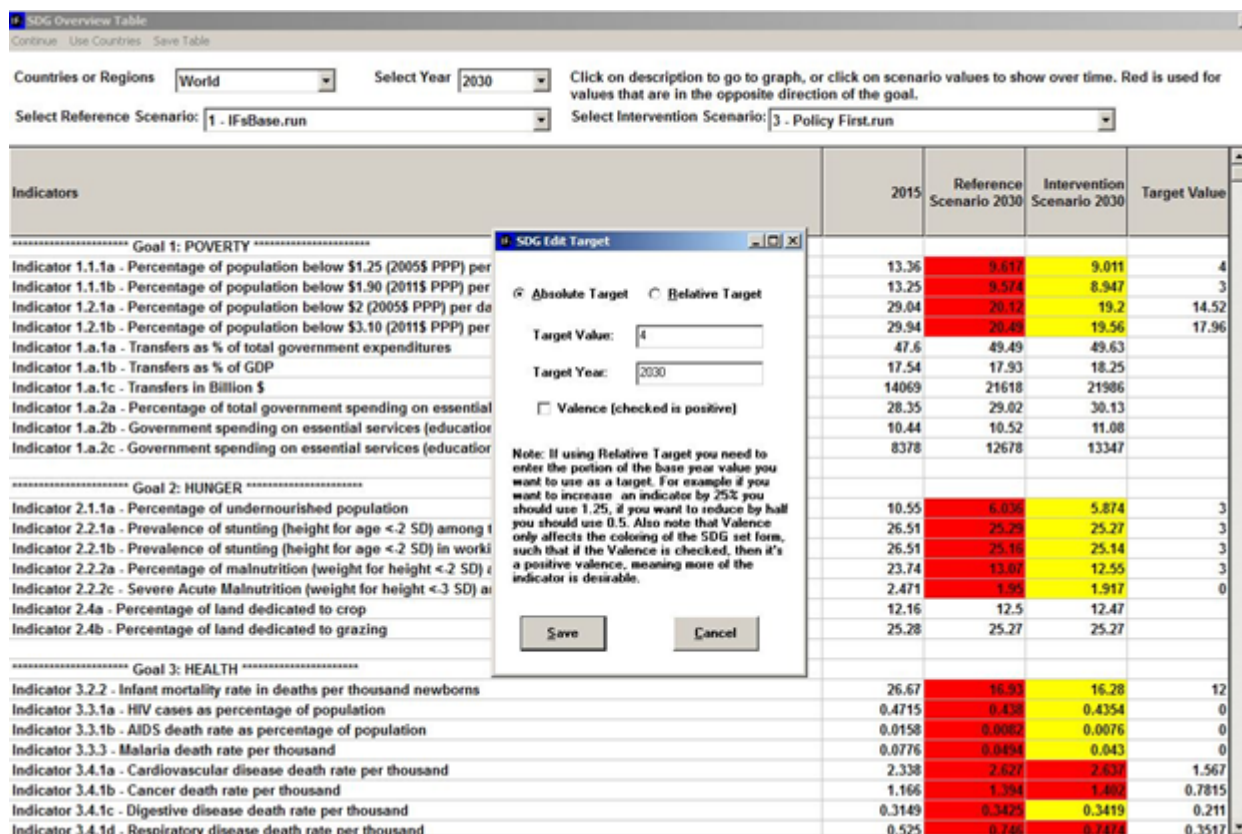 SDG Overview Table
Continue Use Countries Save Table
Countries or Regions World Select Year 2030 Click on description to go to graph, or click on scenario values to show over time. Red is used for
values that are in the opposite direction of the goal.
Select Reference Scenario: 1 - IFsBase.run Select Intervention Scenario: 3 - Policy First.run
Indicators 2015 Reference Scenario 2030 Intervention Scenario 2030 Target Value
*********************** Goal 1: POVERTY ***********************
Indicator 1.1.1a - Percentage of population below $1.25 (2005$ PPP) per 13.36 9.617 9.011 4
Indicator 1.1.1b - Percentage of population below $1.90 (2011$ PPP) per 13.25 9.574 8.947 3
Indicator 1.2.1a - Percentage of population below $2 (2005$ PPP) per da 29.04 20.12 19.2 14.52
Indicator 1.2.1b - Percentage of population below $3.10 (2011$ PPP) per 29.94 20.49 19.56 17.96
Indicator 1.a.1a - Transfers as % of total government expenditures 47.6 49.49 49.63
Indicator 1.a.1b - Transfers as % of GDP 17.54 17.93 18.25
Indicator 1.a.1c - Transfers in Billion $ 14069 21618 21986
Indicator 1.a.2a - Percentage of total government spending on essential 28.35 29.02 30.13
Indicator 1.a.2b - Government spending on essential services (education 10.44 10.52 11.08
Indicator 1.a.2c - Government spending on essential services (education 8378 12678 13347
*********************** Goal 2: HUNGER ***********************
Indicator 2.1.1a - Percentage of undernourished population 10.55 6.036 5.874 3
Indicator 2.2.1a - Prevalence of stunting (height for age <-2 SD) among t 26.51 25.29 25.27 3
Indicator 2.2.1b - Prevalence of stunting (height for age <-2 SD) in worki 26.51 25.16 25.14 3
Indicator 2.2.2a - Percentage of malnutrition (weight for height <-2 SD) a 23.74 13.07 12.55 3
Indicator 2.2.2c - Severe Acute Malnutrition (weight for height <-3 SD) a 2.471 1.95 1.917 0
Indicator 2.4a - Percentage of land dedicated to crop 12.16 12.5 12.47
Indicator 2.4b - Percentage of land dedicated to grazing 25.28 25.27 25.27
*********************** Goal 3: HEALTH ***********************
Indicator 3.2.2 - Infant mortality rate in deaths per thousand newborns 26.67 16.93 16.28 12
Indicator 3.3.1a - HIV cases as percentage of population 0.4715 0.438 0.4354 0
Indicator 3.3.1b - AIDS death rate as percentage of population 0.0158 0.0082 0.0076 0
Indicator 3.3.3 - Malaria death rate per thousand 0.0776 0.0494 0.043 0
Indicator 3.4.1a - Cardiovascular disease death rate per thousand 2.338 2.627 2.637 1.567
Indicator 3.4.1b - Cancer death rate per thousand 1.166 1.394 1.402 0.7815
Indicator 3.4.1c - Digestive disease death rate per thousand 0.3149 0.3425 0.3419 0.211
Indicator 3.4.1d - Respiratory disease death rate per thousand 0.525 0.746 0.7474 0.3517
SDG Edit Target
Absolute Target Relative Target
Target Value: 4
Target Year: 2030
Valence (checked is positive)
Note: If using Relative Target you need to
enter the portion of the base year value you
want to use as a target. For example if you
want to increase an indicator by 25% you
should use 1.25, if you want to reduce by half
you should use 0.5. Also note that Valence
only affects the coloring of the SDG set form,
such that if the Valence is checked, then it's
a positive valence, meaning more of the
indicator is desirable.
Save Cancel